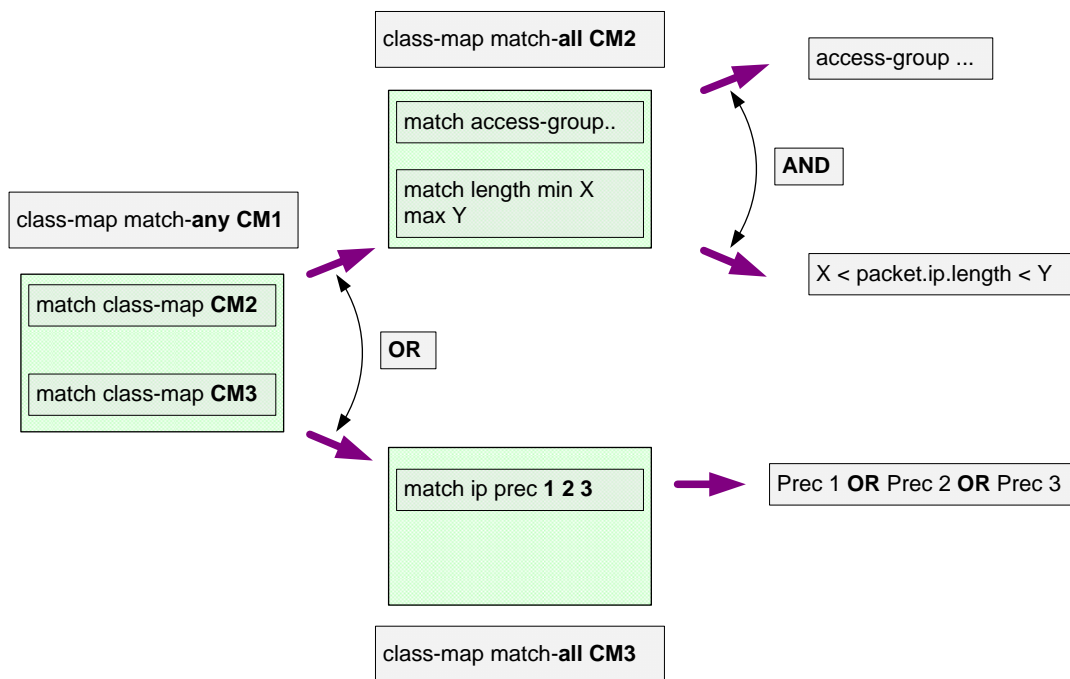 class-map match-all CM2
access-group ...
match access-group..
AND
match length min X
max Y
class-map match-any CM1
X < packet.ip.length < Y
match class-map CM2
OR
match class-map CM3
match ip prec 1 2 3
Prec 1 OR Prec 2 OR Prec 3
class-map match-all CM3